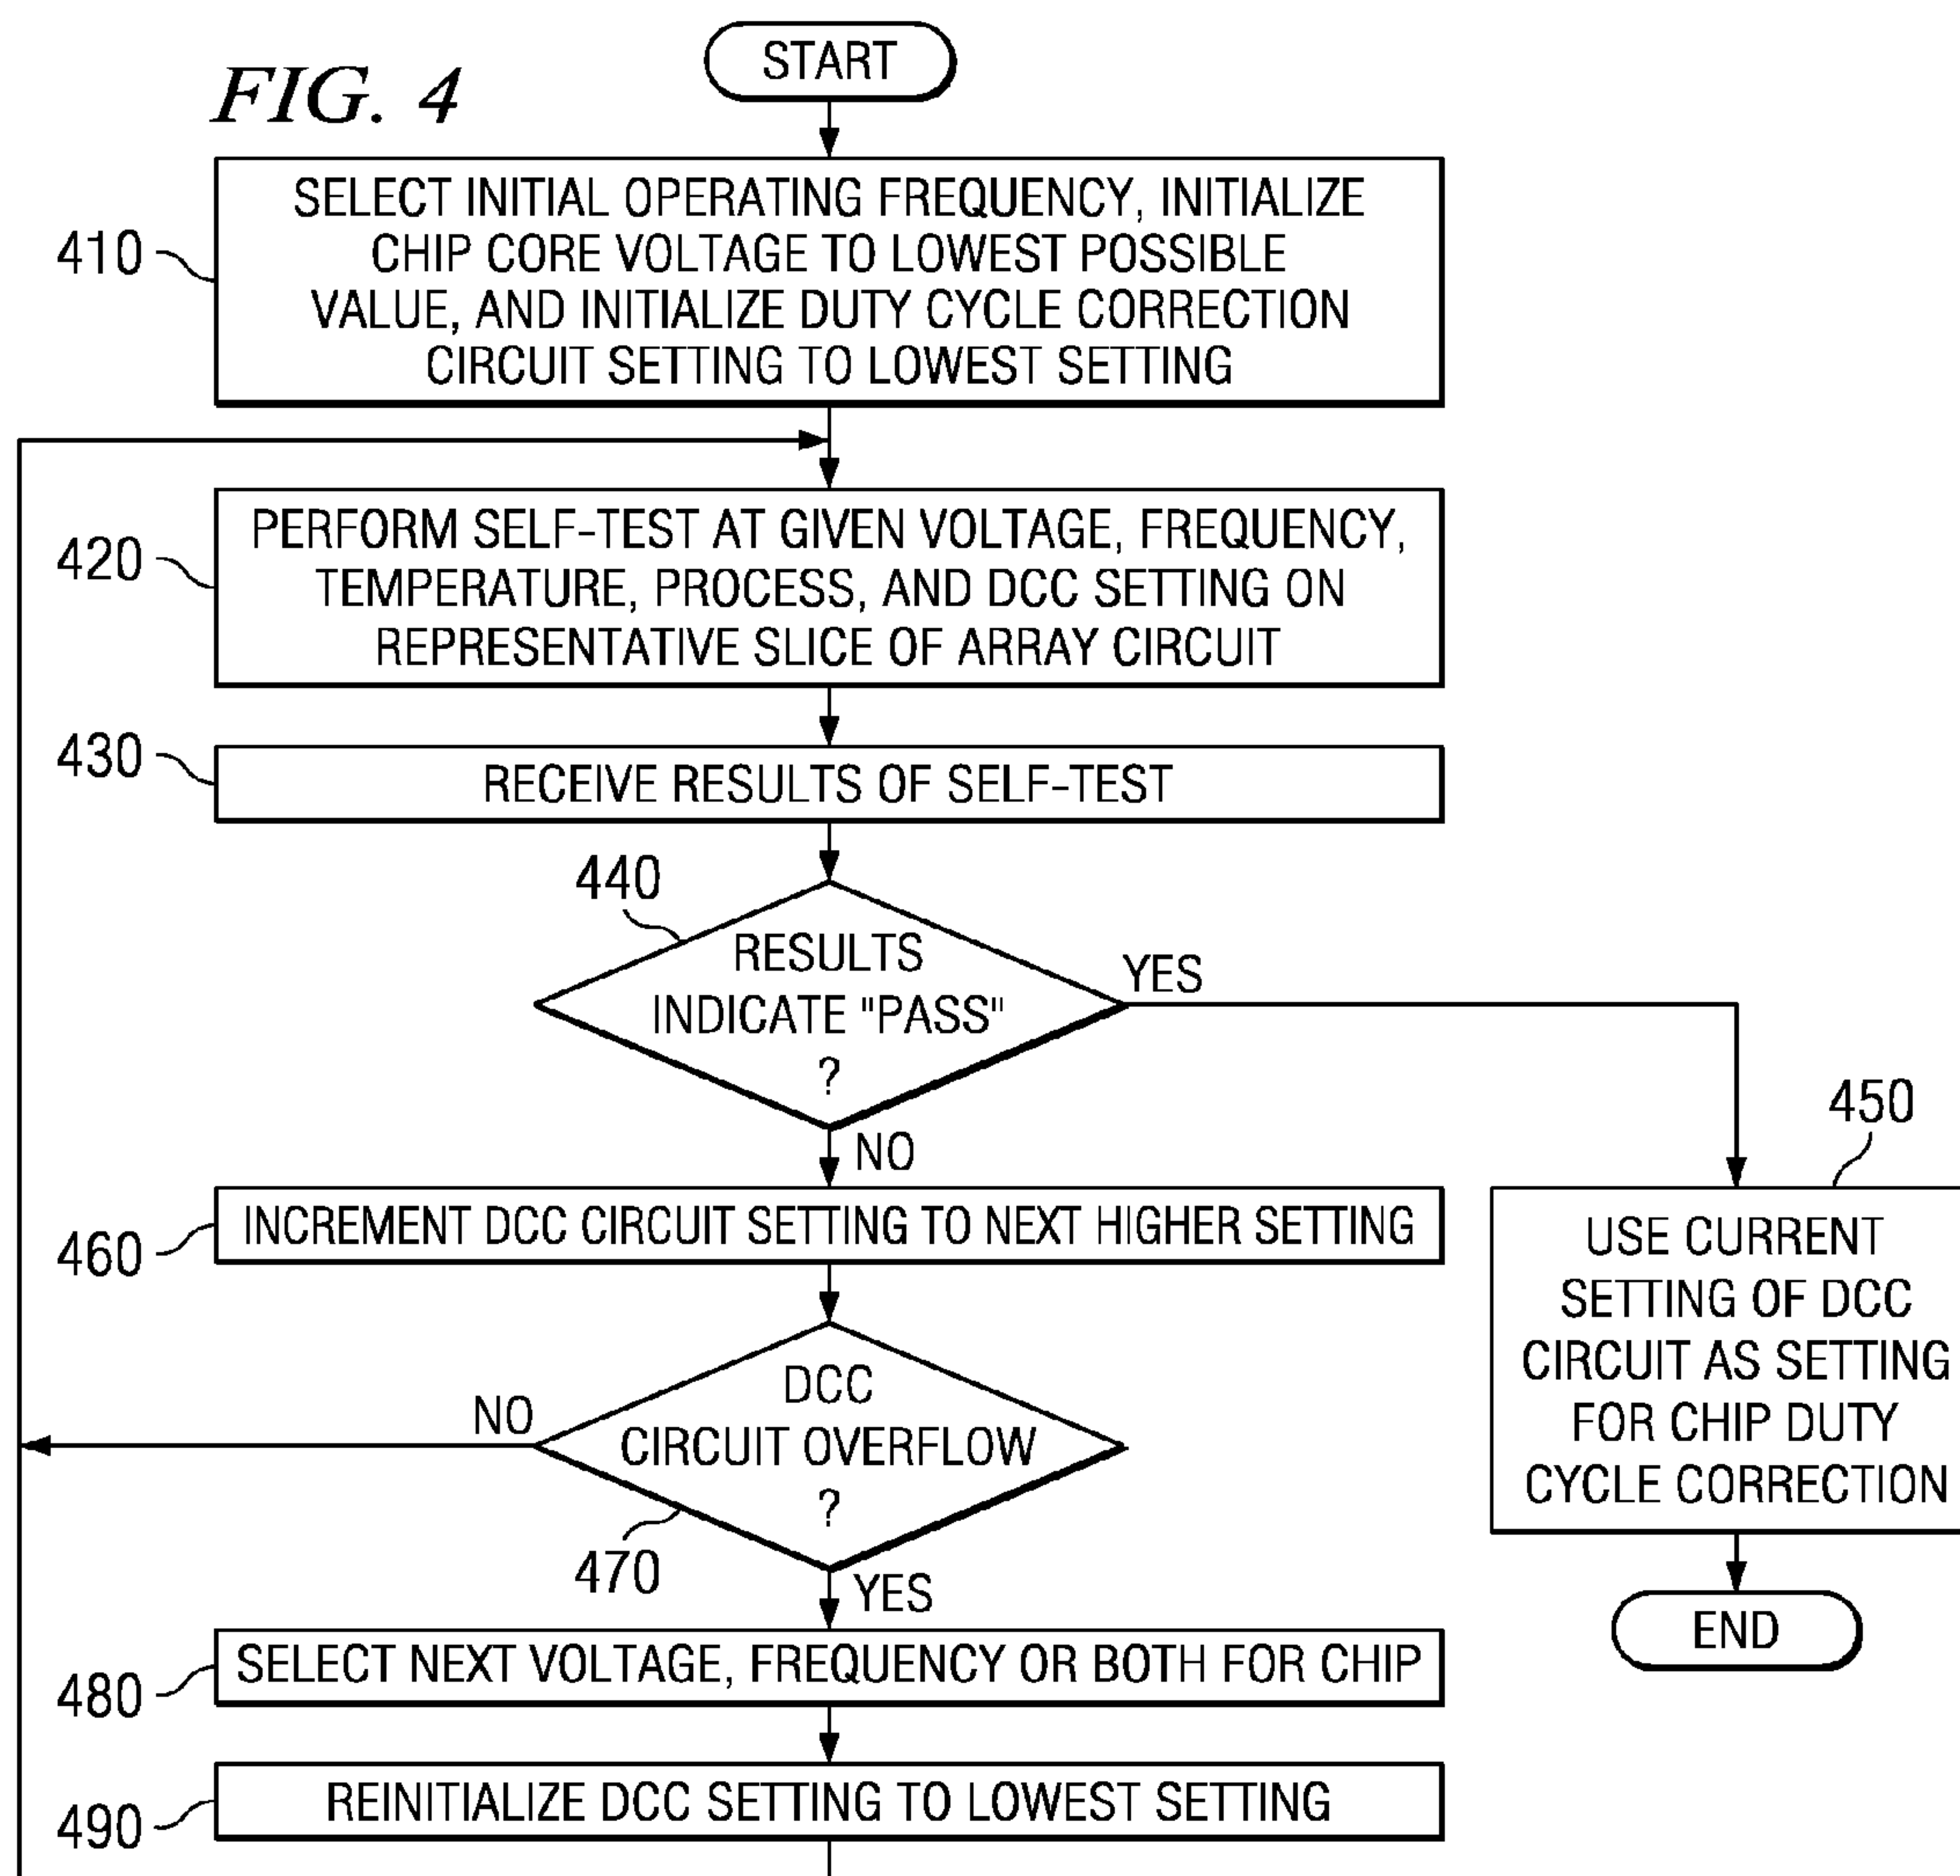 FIG. 4
START
410
SELECT INITIAL OPERATING FREQUENCY, INITIALIZE
CHIP CORE VOLTAGE TO LOWEST POSSIBLE
VALUE, AND INITIALIZE DUTY CYCLE CORRECTION
CIRCUIT SETTING TO LOWEST SETTING
420
PERFORM SELF-TEST AT GIVEN VOLTAGE, FREQUENCY,
TEMPERATURE, PROCESS, AND DCC SETTING ON
REPRESENTATIVE SLICE OF ARRAY CIRCUIT
430
RECEIVE RESULTS OF SELF-TEST
440
RESULTS
INDICATE "PASS"
?
YES
NO
450
USE CURRENT
SETTING OF DCC
CIRCUIT AS SETTING
FOR CHIP DUTY
CYCLE CORRECTION
END
460
INCREMENT DCC CIRCUIT SETTING TO NEXT HIGHER SETTING
470
DCC
CIRCUIT OVERFLOW
?
NO
YES
480
SELECT NEXT VOLTAGE, FREQUENCY OR BOTH FOR CHIP
490
REINITIALIZE DCC SETTING TO LOWEST SETTING